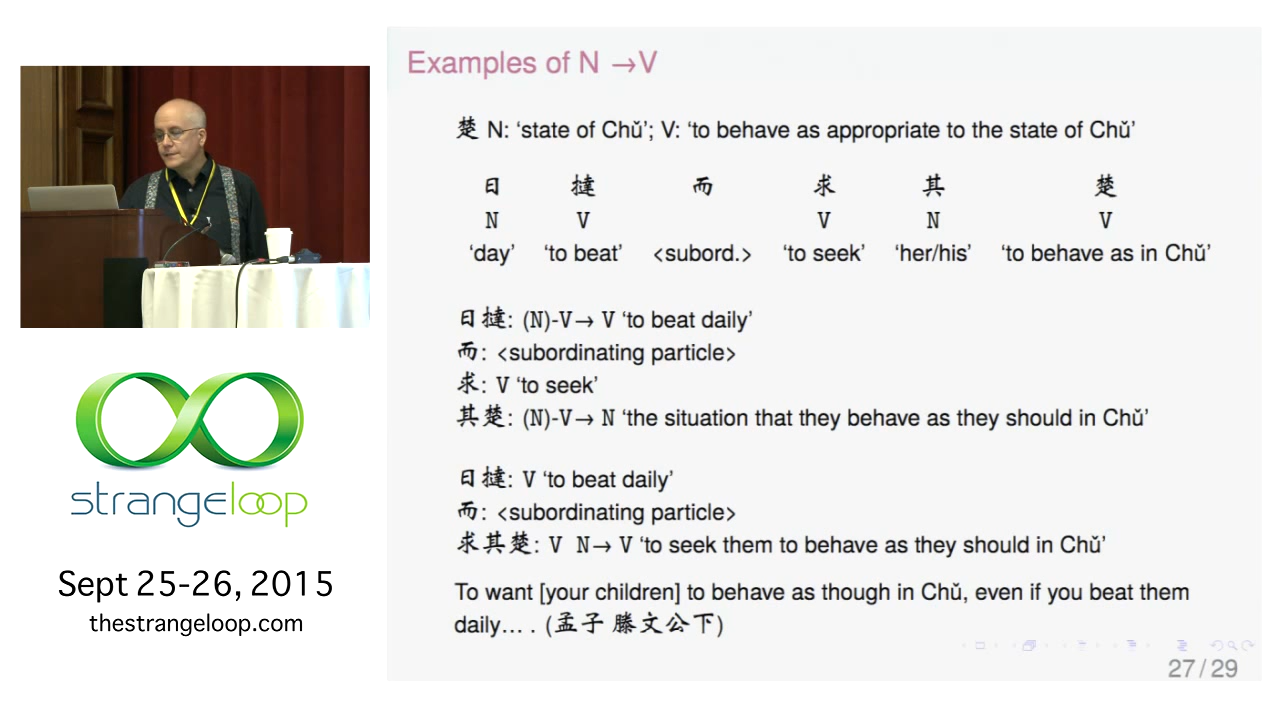 Examples of N →V
楚 N: ‘state of Chǔ’; V: ‘to behave as appropriate to the state of Chǔ’
日 撻 而 求 其 楚
N V V N V
‘day’ ‘to beat’ <subord.> ‘to seek’ ‘her/his’ ‘to behave as in Chǔ’
日撻: (N)-V→ V ‘to beat daily’
而: <subordinating particle>
求: V ‘to seek’
其楚: (N)-V→ N ‘the situation that they behave as they should in Chǔ’
日撻: V ‘to beat daily’
而: <subordinating particle>
求其楚: V N→ V ‘to seek them to behave as they should in Chǔ’
To want [your children] to behave as though in Chǔ, even if you beat them
daily… . (孟子 滕文公下)
27 / 29
strangeloop
Sept 25-26, 2015
thestrangeloop.com